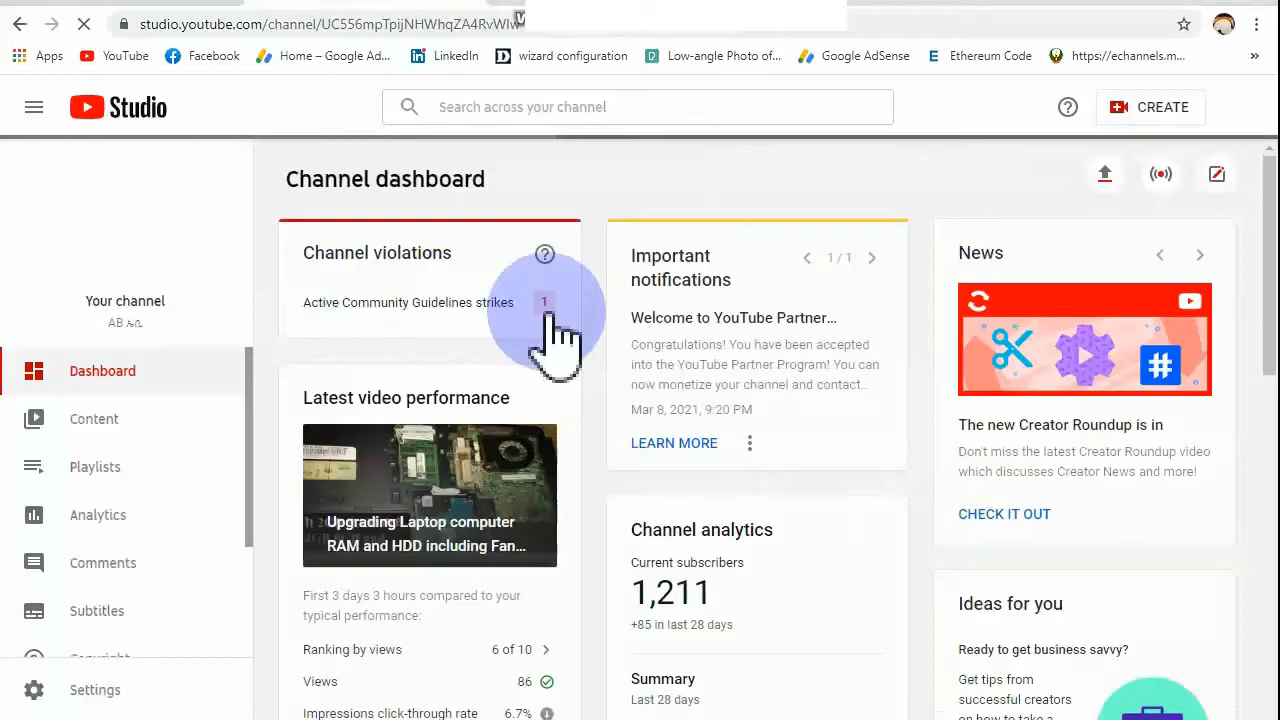 studio.youtube.com/channel/UC556mpTpijNHWhqZA4RvWIw
Apps
YouTube
Facebook
Home – Google Ad...
LinkedIn
wizard configuration
Low-angle Photo of...
Google AdSense
Ethereum Code
https://echannels.m...
»
Studio
Search across your channel
CREATE
Channel dashboard
Your channel
AB ኤቢ
Dashboard
Content
Playlists
Analytics
Comments
Subtitles
Copyright
Settings
Channel violations
Active Community Guidelines strikes 1
Latest video performance
Upgrading Laptop computer
RAM and HDD including Fan...
First 3 days 3 hours compared to your
typical performance:
Ranking by views 6 of 10
Views 86
Impressions click-through rate 6.7%
Important
notifications
1 / 1
Welcome to YouTube Partner...
Congratulations! You have been accepted
into the YouTube Partner Program! You can
now monetize your channel and contact...
Mar 8, 2021, 9:20 PM
LEARN MORE
Channel analytics
Current subscribers
1,211
+85 in last 28 days
Summary
Last 28 days
News
#
The new Creator Roundup is in
Don't miss the latest Creator Roundup video
which discusses Creator News and more!
CHECK IT OUT
Ideas for you
Ready to get business savvy?
Get tips from
successful creators
on how to take a